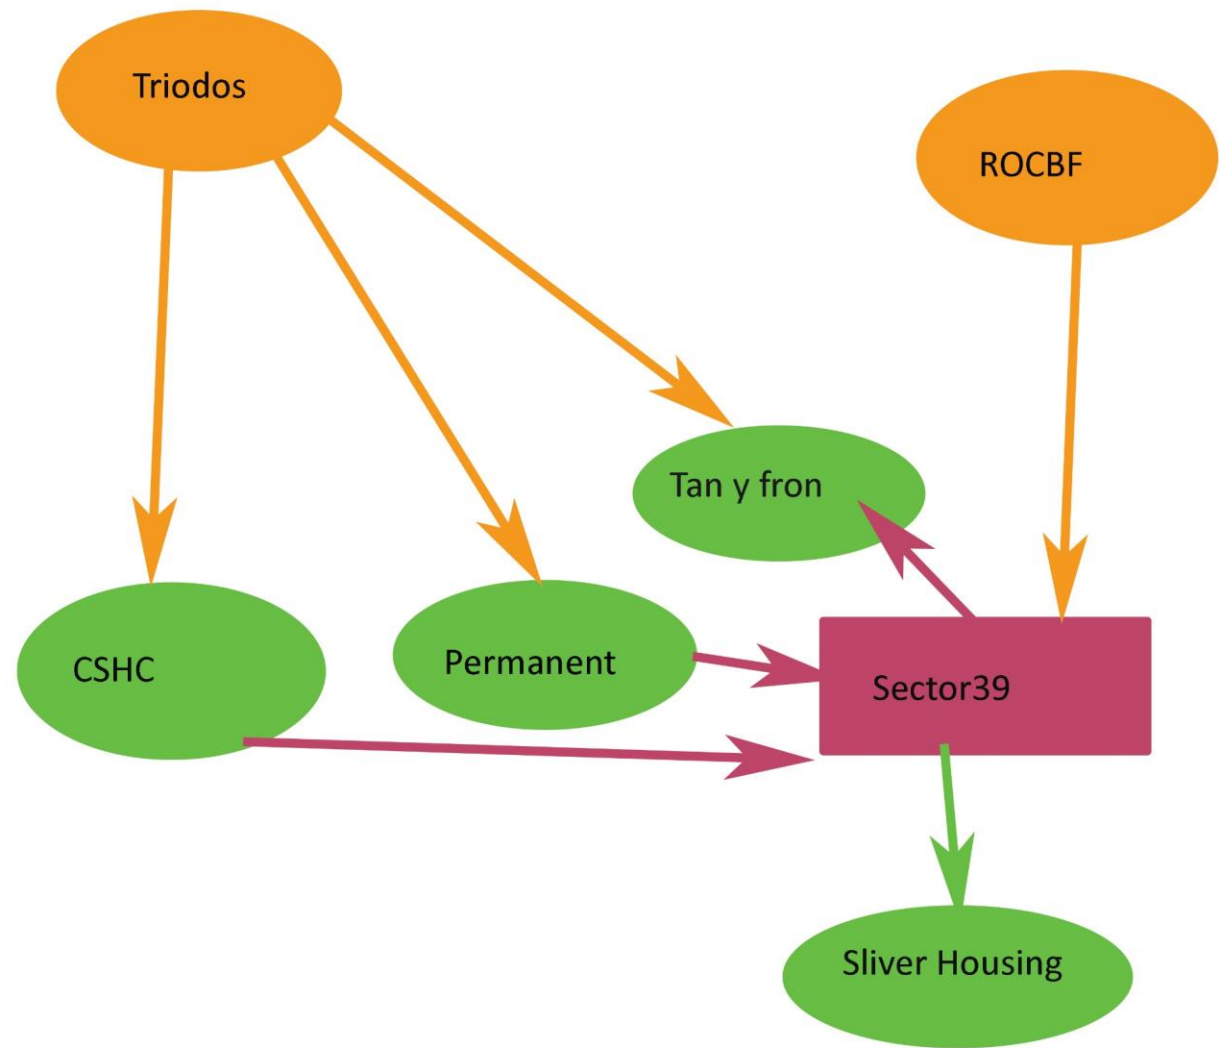 Triodos
ROCBF
Tan y fron
CSHC
Permanent
Sector39
Sliver Housing